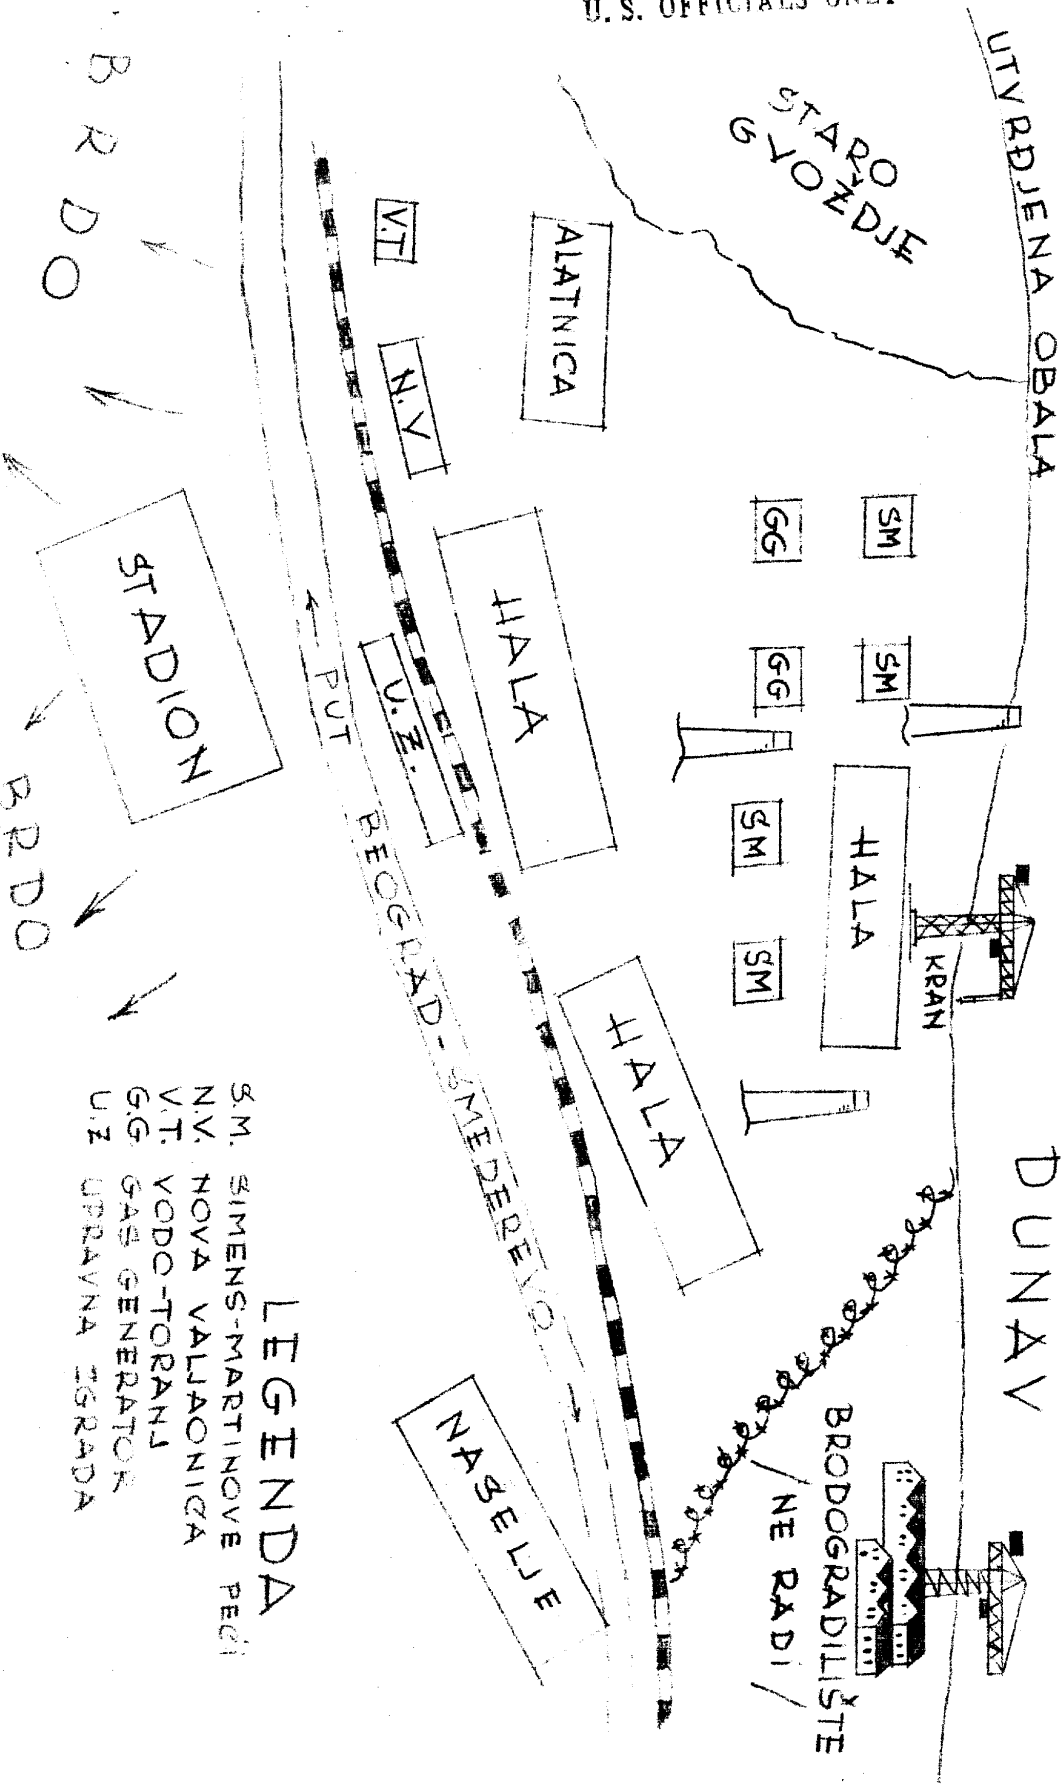 U. S. OFFICIALS ONLY
DUNAV
UTVRDJENA OBALA
STARO
GVOŽDJE
KRAN
BRODOGRADILIŠTE
/ NE RADI /
SM
SM
HALA
GG
GG
SM
SM
ALATNICA
HALA
HALA
V.T
N.V
U.Z.
← PUT BEOGRAD-SMEDEREVO →
NASELJE
STADION
BRDO
BRDO
LEGENDA
S.M. SIMENS-MARTINOVE PEĆI
N.V. NOVA VALJAONICA
V.T. VODO-TORANJ
G.G GAS GENERATOR
U.Z UPRAVNA ZGRADA